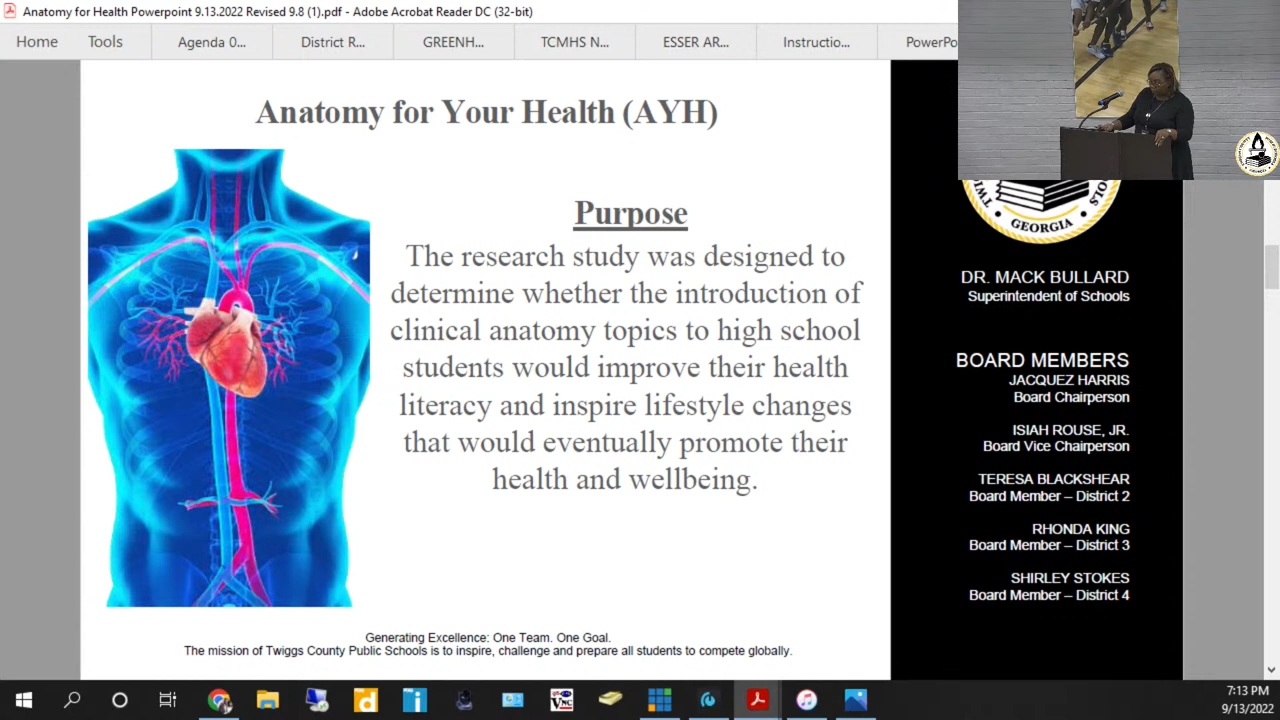 Anatomy for Health Powerpoint 9.13.2022 Revised 9.8 (1).pdf - Adobe Acrobat Reader DC (32-bit)
Home
Tools
Agenda 0...
District R...
GREENH...
TCMHS N...
ESSER AR...
Instructio...
PowerPo
Anatomy for Your Health (AYH)
Purpose
The research study was designed to
determine whether the introduction of
clinical anatomy topics to high school
students would improve their health
literacy and inspire lifestyle changes
that would eventually promote their
health and wellbeing.
Generating Excellence: One Team. One Goal.
The mission of Twiggs County Public Schools is to inspire, challenge and prepare all students to compete globally.
GEORGIA
DR. MACK BULLARD
Superintendent of Schools
BOARD MEMBERS
JACQUEZ HARRIS
Board Chairperson
ISIAH ROUSE, JR.
Board Vice Chairperson
TERESA BLACKSHEAR
Board Member – District 2
RHONDA KING
Board Member – District 3
SHIRLEY STOKES
Board Member – District 4
7:13 PM
9/13/2022